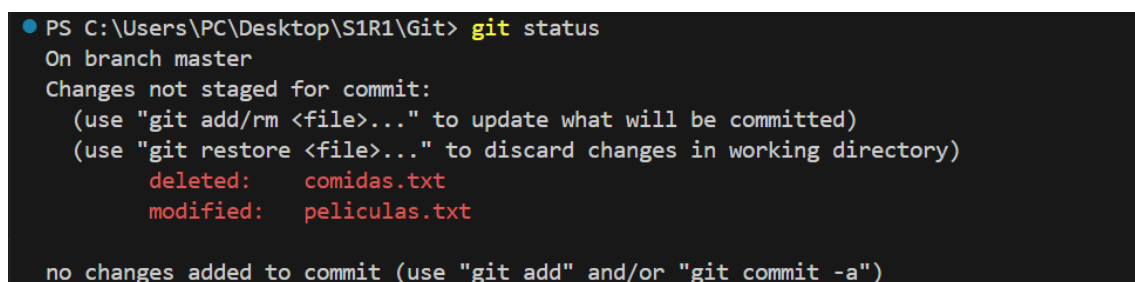 PS C:\Users\PC\Desktop\S1R1\Git> git status
On branch master
Changes not staged for commit:
  (use "git add/rm <file>..." to update what will be committed)
  (use "git restore <file>..." to discard changes in working directory)
        deleted:    comidas.txt
        modified:   peliculas.txt

no changes added to commit (use "git add" and/or "git commit -a")